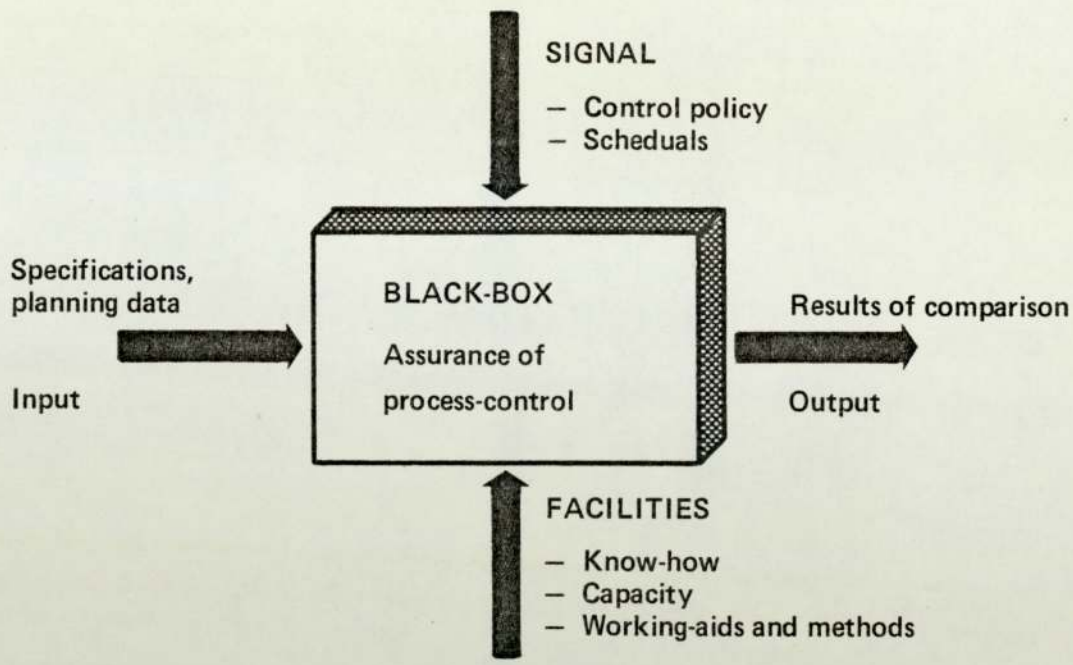 SIGNAL
– Control policy
– Scheduals
Specifications,
planning data
Input
BLACK-BOX
Assurance of
process-control
Results of comparison
Output
FACILITIES
– Know-how
– Capacity
– Working-aids and methods